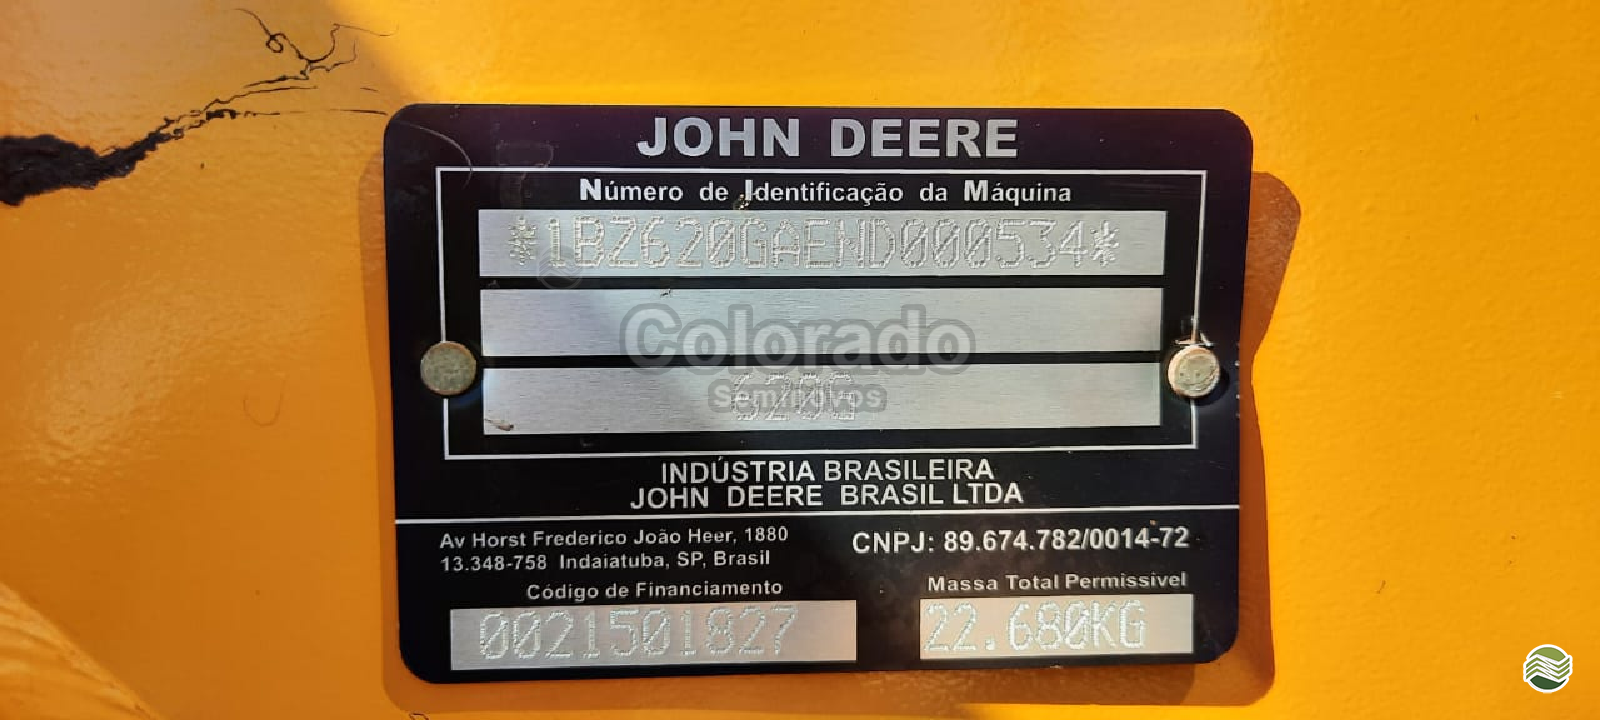 JOHN DEERE
Número de Identificação da Máquina
*1BZ620GAEND000534*
Colorado
Seminovos
620G
INDÚSTRIA BRASILEIRA
JOHN DEERE BRASIL LTDA
Av Horst Frederico João Heer, 1880
13.348-758 Indaiatuba, SP, Brasil
CNPJ: 89.674.782/0014-72
Código de Financiamento
Massa Total Permissível
0021501827
22.680KG